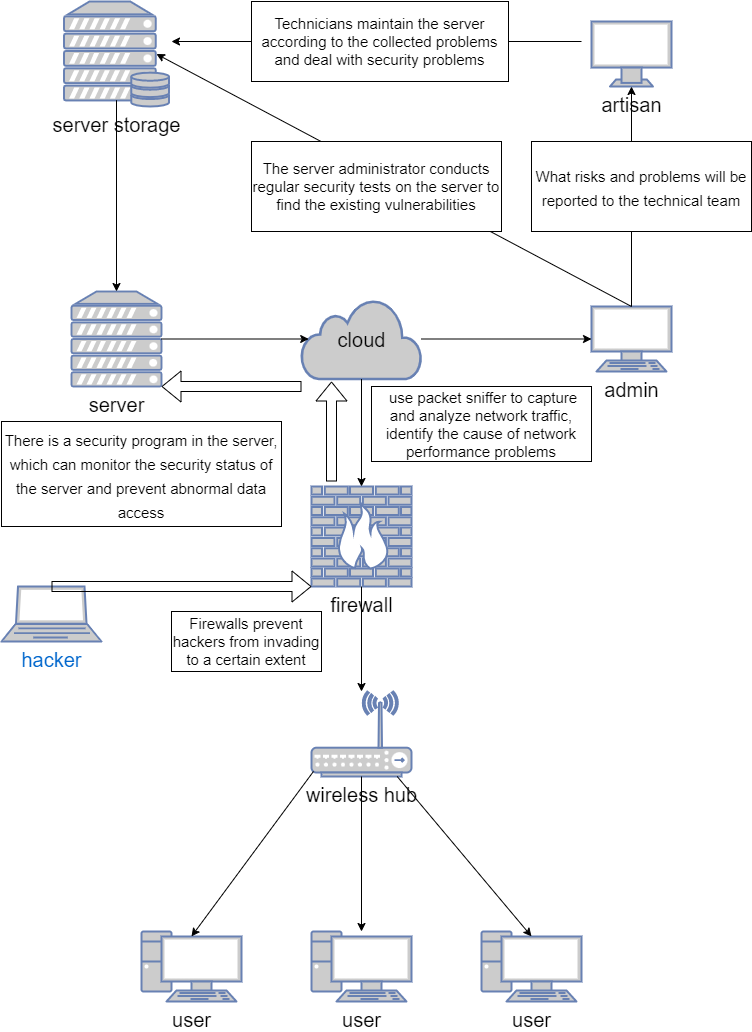 Technicians maintain the server
according to the collected problems
and deal with security problems
artisan
server storage
The server administrator conducts
regular security tests on the server to
find the existing vulnerabilities
What risks and problems will be
reported to the technical team
cloud
admin
server
use packet sniffer to capture
and analyze network traffic,
identify the cause of network
performance problems
There is a security program in the server,
which can monitor the security status of
the server and prevent abnormal data
access
firewall
Firewalls prevent
hackers from invading
to a certain extent
hacker
wireless hub
user
user
user